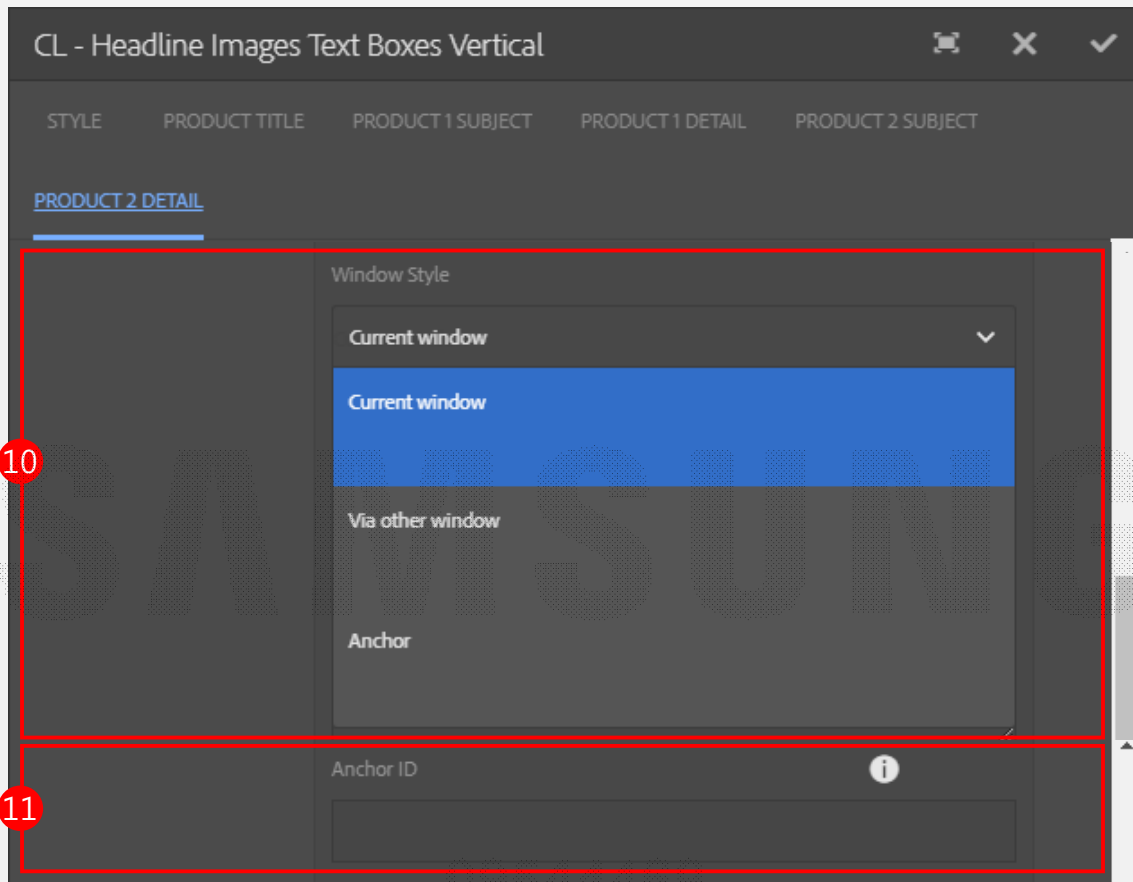 CL - Headline Images Text Boxes Vertical
STYLE PRODUCT TITLE PRODUCT 1 SUBJECT PRODUCT 1 DETAIL PRODUCT 2 SUBJECT
PRODUCT 2 DETAIL
Window Style
Current window
Current window
10
SAMSUNG
Via other window
Anchor
Anchor ID
11